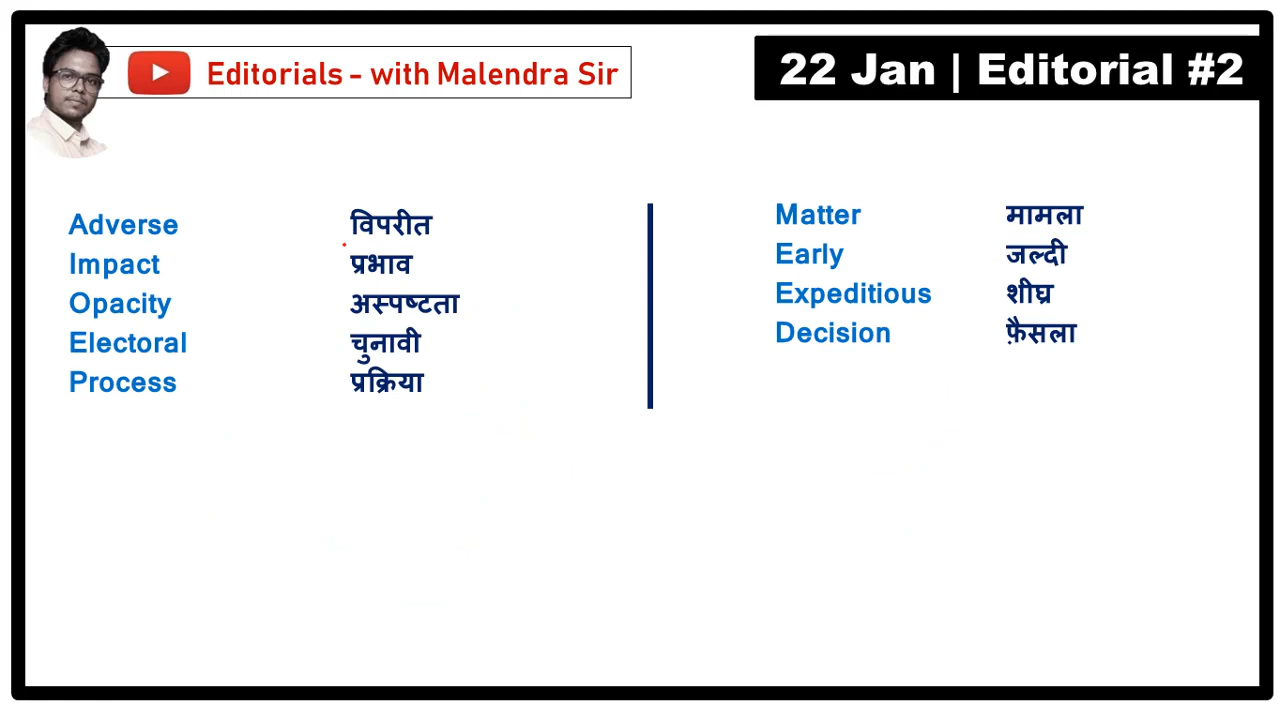 Editorials - with Malendra Sir
22 Jan | Editorial #2
Adverse विपरीत
Impact प्रभाव
Opacity अस्पष्टता
Electoral चुनावी
Process प्रक्रिया
Matter मामला
Early जल्दी
Expeditious शीघ्र
Decision फ़ैसला